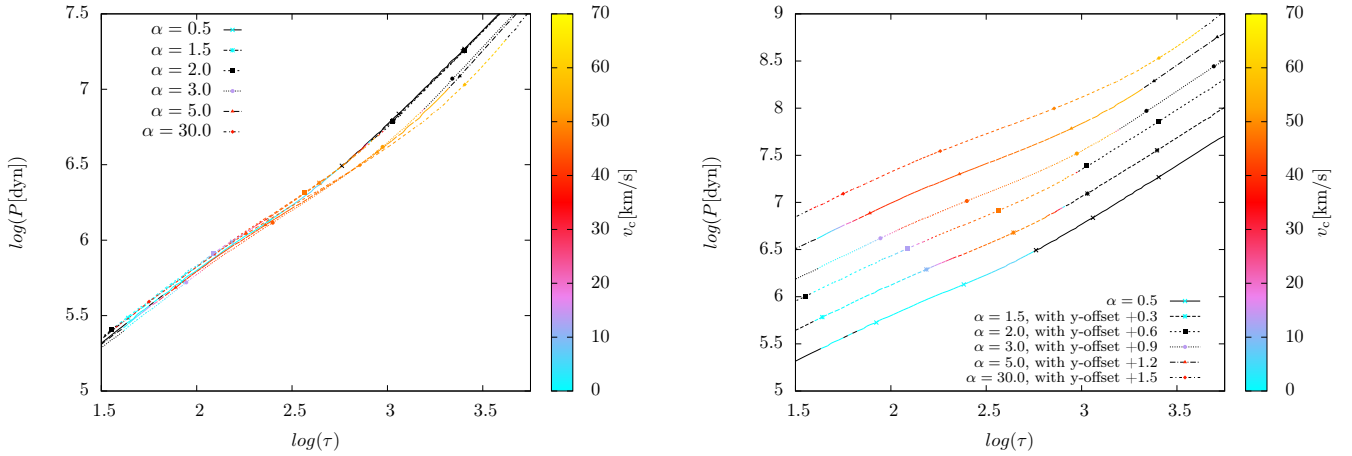 7.5
7
6.5
6
5.5
5
1.5 2 2.5 3 3.5
log(P[dyn])
log(τ)
α = 0.5
α = 1.5
α = 2.0
α = 3.0
α = 5.0
α = 30.0
70
60
50
40
30
20
10
0
v_c[km/s]
9
8.5
8
7.5
7
6.5
6
5.5
5
1.5 2 2.5 3 3.5
log(P[dyn])
log(τ)
α = 0.5
α = 1.5, with y-offset +0.3
α = 2.0, with y-offset +0.6
α = 3.0, with y-offset +0.9
α = 5.0, with y-offset +1.2
α = 30.0, with y-offset +1.5
70
60
50
40
30
20
10
0
v_c[km/s]